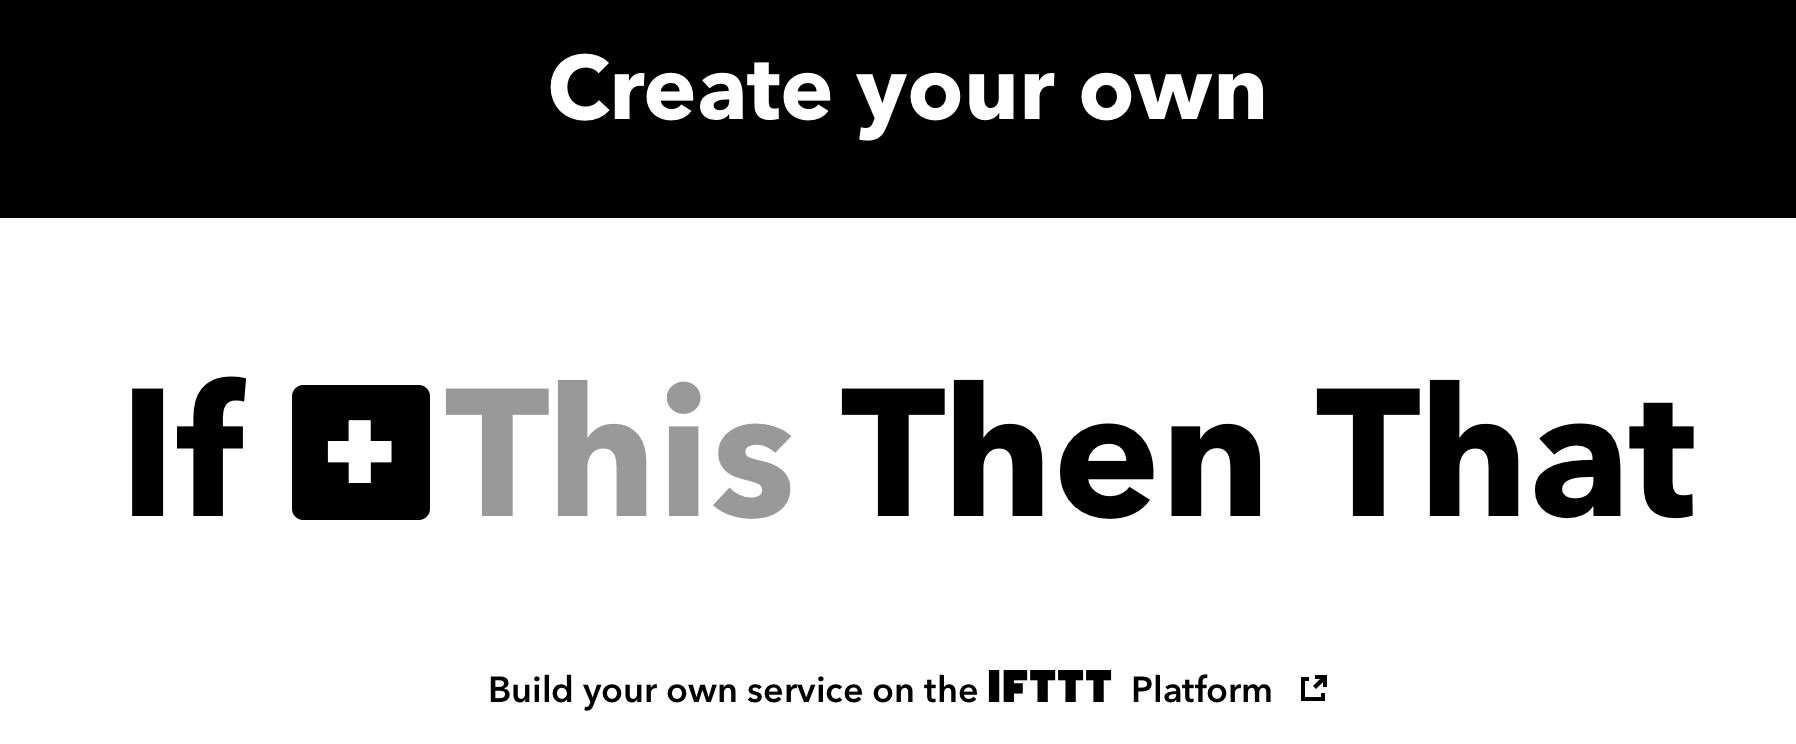 Create your own
If This Then That
Build your own service on the IFTTT Platform